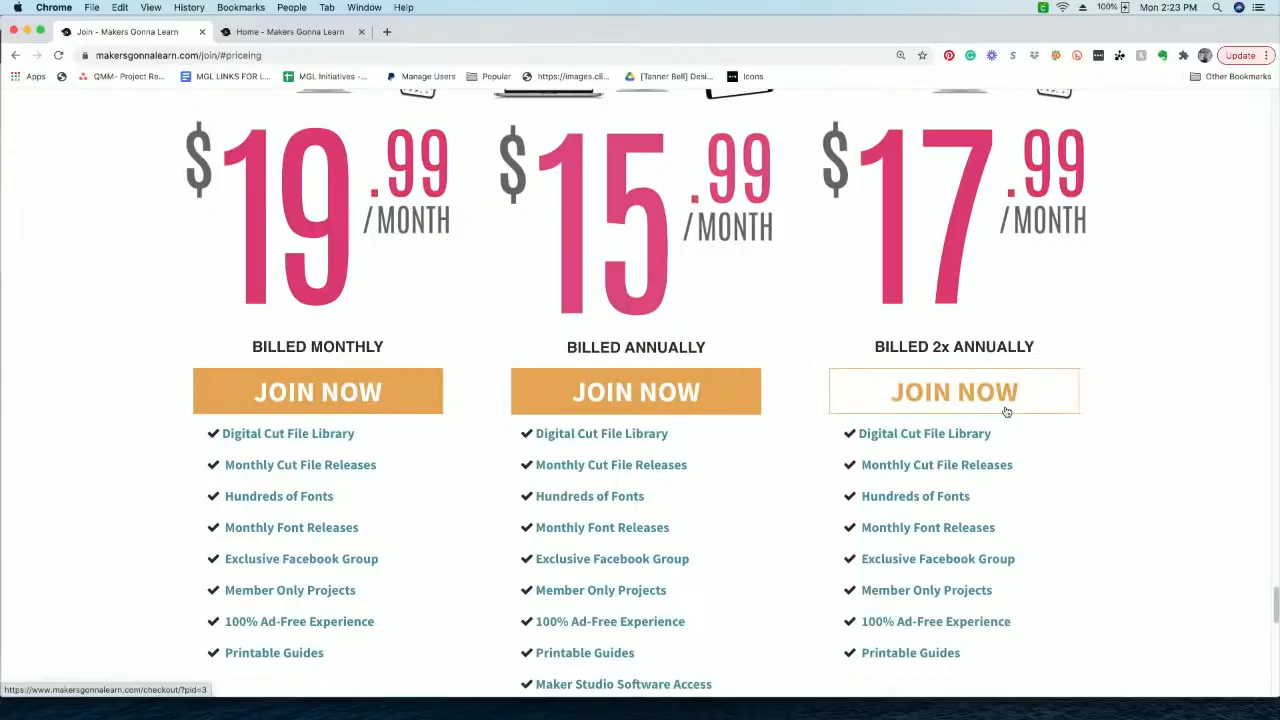 Chrome File Edit View History Bookmarks People Tab Window Help
100% Mon 2:23 PM
Join - Makers Gonna Learn
Home - Makers Gonna Learn
makersgonnalearn.com/join/#priceing
Update
Apps
QMM- Project Re...
MGL LINKS FOR L...
MGL Initiatives -...
Manage Users
Popular
https://images.cli...
[Tanner Bell] Desi...
Icons
Other Bookmarks
$19.99 /MONTH
BILLED MONTHLY
JOIN NOW
Digital Cut File Library
Monthly Cut File Releases
Hundreds of Fonts
Monthly Font Releases
Exclusive Facebook Group
Member Only Projects
100% Ad-Free Experience
Printable Guides
$15.99 /MONTH
BILLED ANNUALLY
JOIN NOW
Digital Cut File Library
Monthly Cut File Releases
Hundreds of Fonts
Monthly Font Releases
Exclusive Facebook Group
Member Only Projects
100% Ad-Free Experience
Printable Guides
Maker Studio Software Access
$17.99 /MONTH
BILLED 2x ANNUALLY
JOIN NOW
Digital Cut File Library
Monthly Cut File Releases
Hundreds of Fonts
Monthly Font Releases
Exclusive Facebook Group
Member Only Projects
100% Ad-Free Experience
Printable Guides
https://www.makersgonnalearn.com/checkout/?pid=3